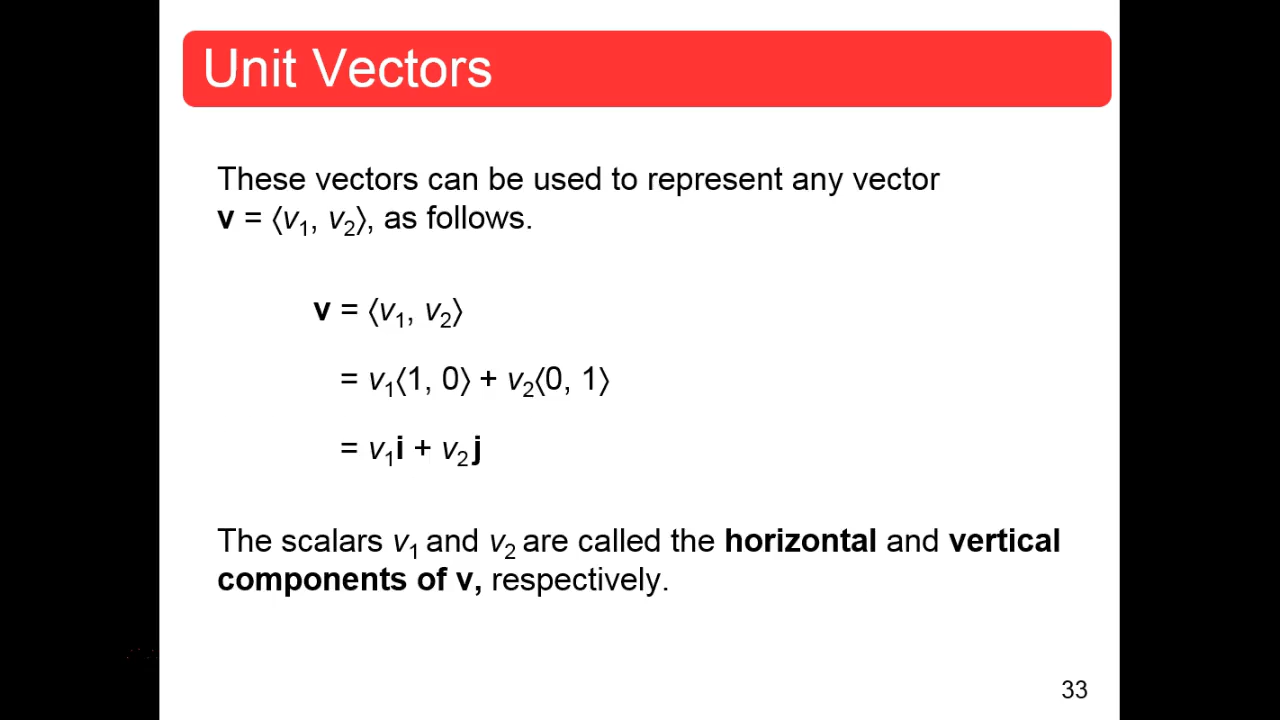 Unit Vectors
These vectors can be used to represent any vector
v = ⟨v₁, v₂⟩, as follows.
v = ⟨v₁, v₂⟩
= v₁⟨1, 0⟩ + v₂⟨0, 1⟩
= v₁i + v₂j
The scalars v₁ and v₂ are called the horizontal and vertical
components of v, respectively.
33